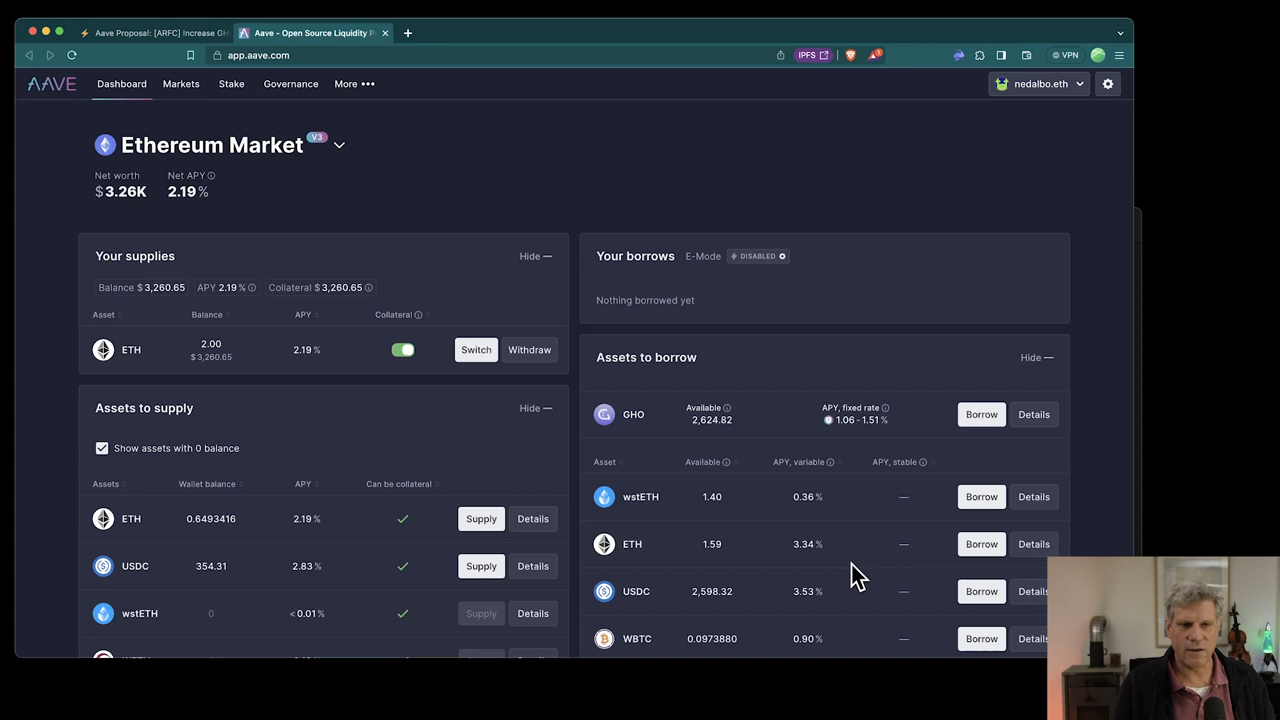 Aave Proposal: [ARFC] Increase GH
Aave - Open Source Liquidity P
app.aave.com
IPFS
1
VPN
AAVE
Dashboard
Markets
Stake
Governance
More
nedalbo.eth
Ethereum Market V3
Net worth
Net APY
$3.26K
2.19 %
Your supplies
Hide
Balance $3,260.65
APY 2.19 %
Collateral $3,260.65
Asset
Balance
APY
Collateral
ETH
2.00
$3,260.65
2.19 %
Switch
Withdraw
Assets to supply
Hide
Show assets with 0 balance
Assets
Wallet balance
APY
Can be collateral
ETH
0.6493416
2.19 %
Supply
Details
USDC
354.31
2.83 %
Supply
Details
wstETH
0
<0.01 %
Supply
Details
Your borrows
E-Mode
DISABLED
Nothing borrowed yet
Assets to borrow
Hide
GHO
Available
2,624.82
APY, fixed rate
1.06 - 1.51 %
Borrow
Details
Asset
Available
APY, variable
APY, stable
wstETH
1.40
0.36 %
—
Borrow
Details
ETH
1.59
3.34 %
—
Borrow
Details
USDC
2,598.32
3.53 %
—
Borrow
Details
WBTC
0.0973880
0.90 %
—
Borrow
Details